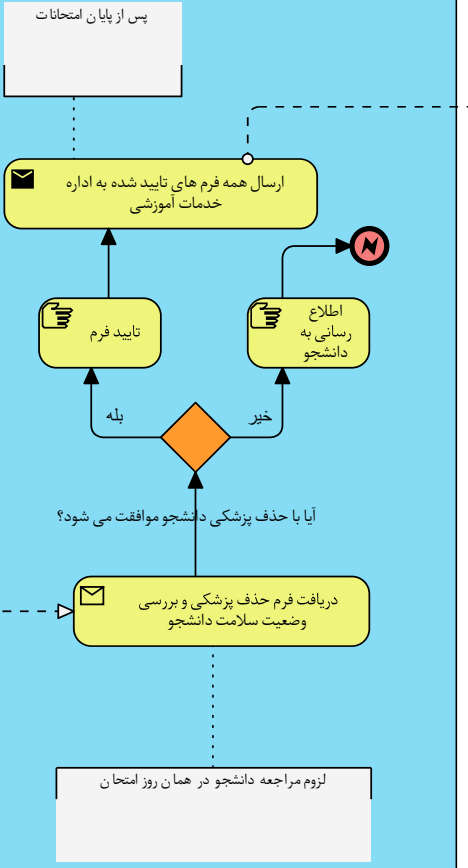 پس از پایان امتحانات
ارسال همه فرم های تایید شده به اداره
خدمات آموزشی
تایید فرم
اطلاع
رسانی به
دانشجو
بله
خیر
آیا با حذف پزشکی دانشجو موافقت می شود؟
دریافت فرم حذف پزشکی و بررسی
وضعیت سلامت دانشجو
لزوم مراجعه دانشجو در همان روز امتحان